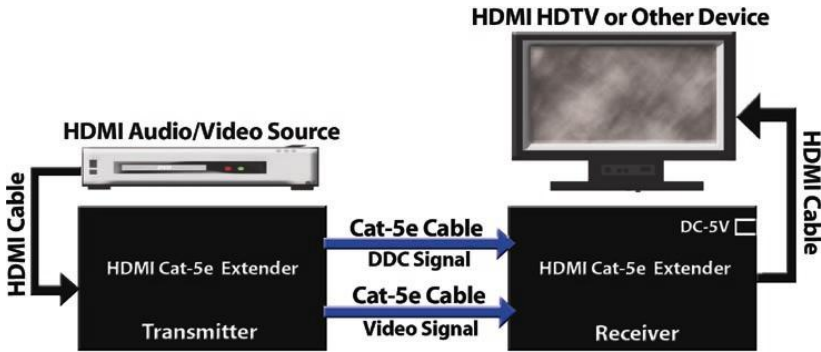 HDMI HDTV or Other Device
HDMI Audio/Video Source
HDMI Cable
HDMI Cable
Cat-5e Cable
DDC Signal
DC-5V
HDMI Cat-5e Extender
HDMI Cat-5e Extender
Cat-5e Cable
Video Signal
Transmitter
Receiver